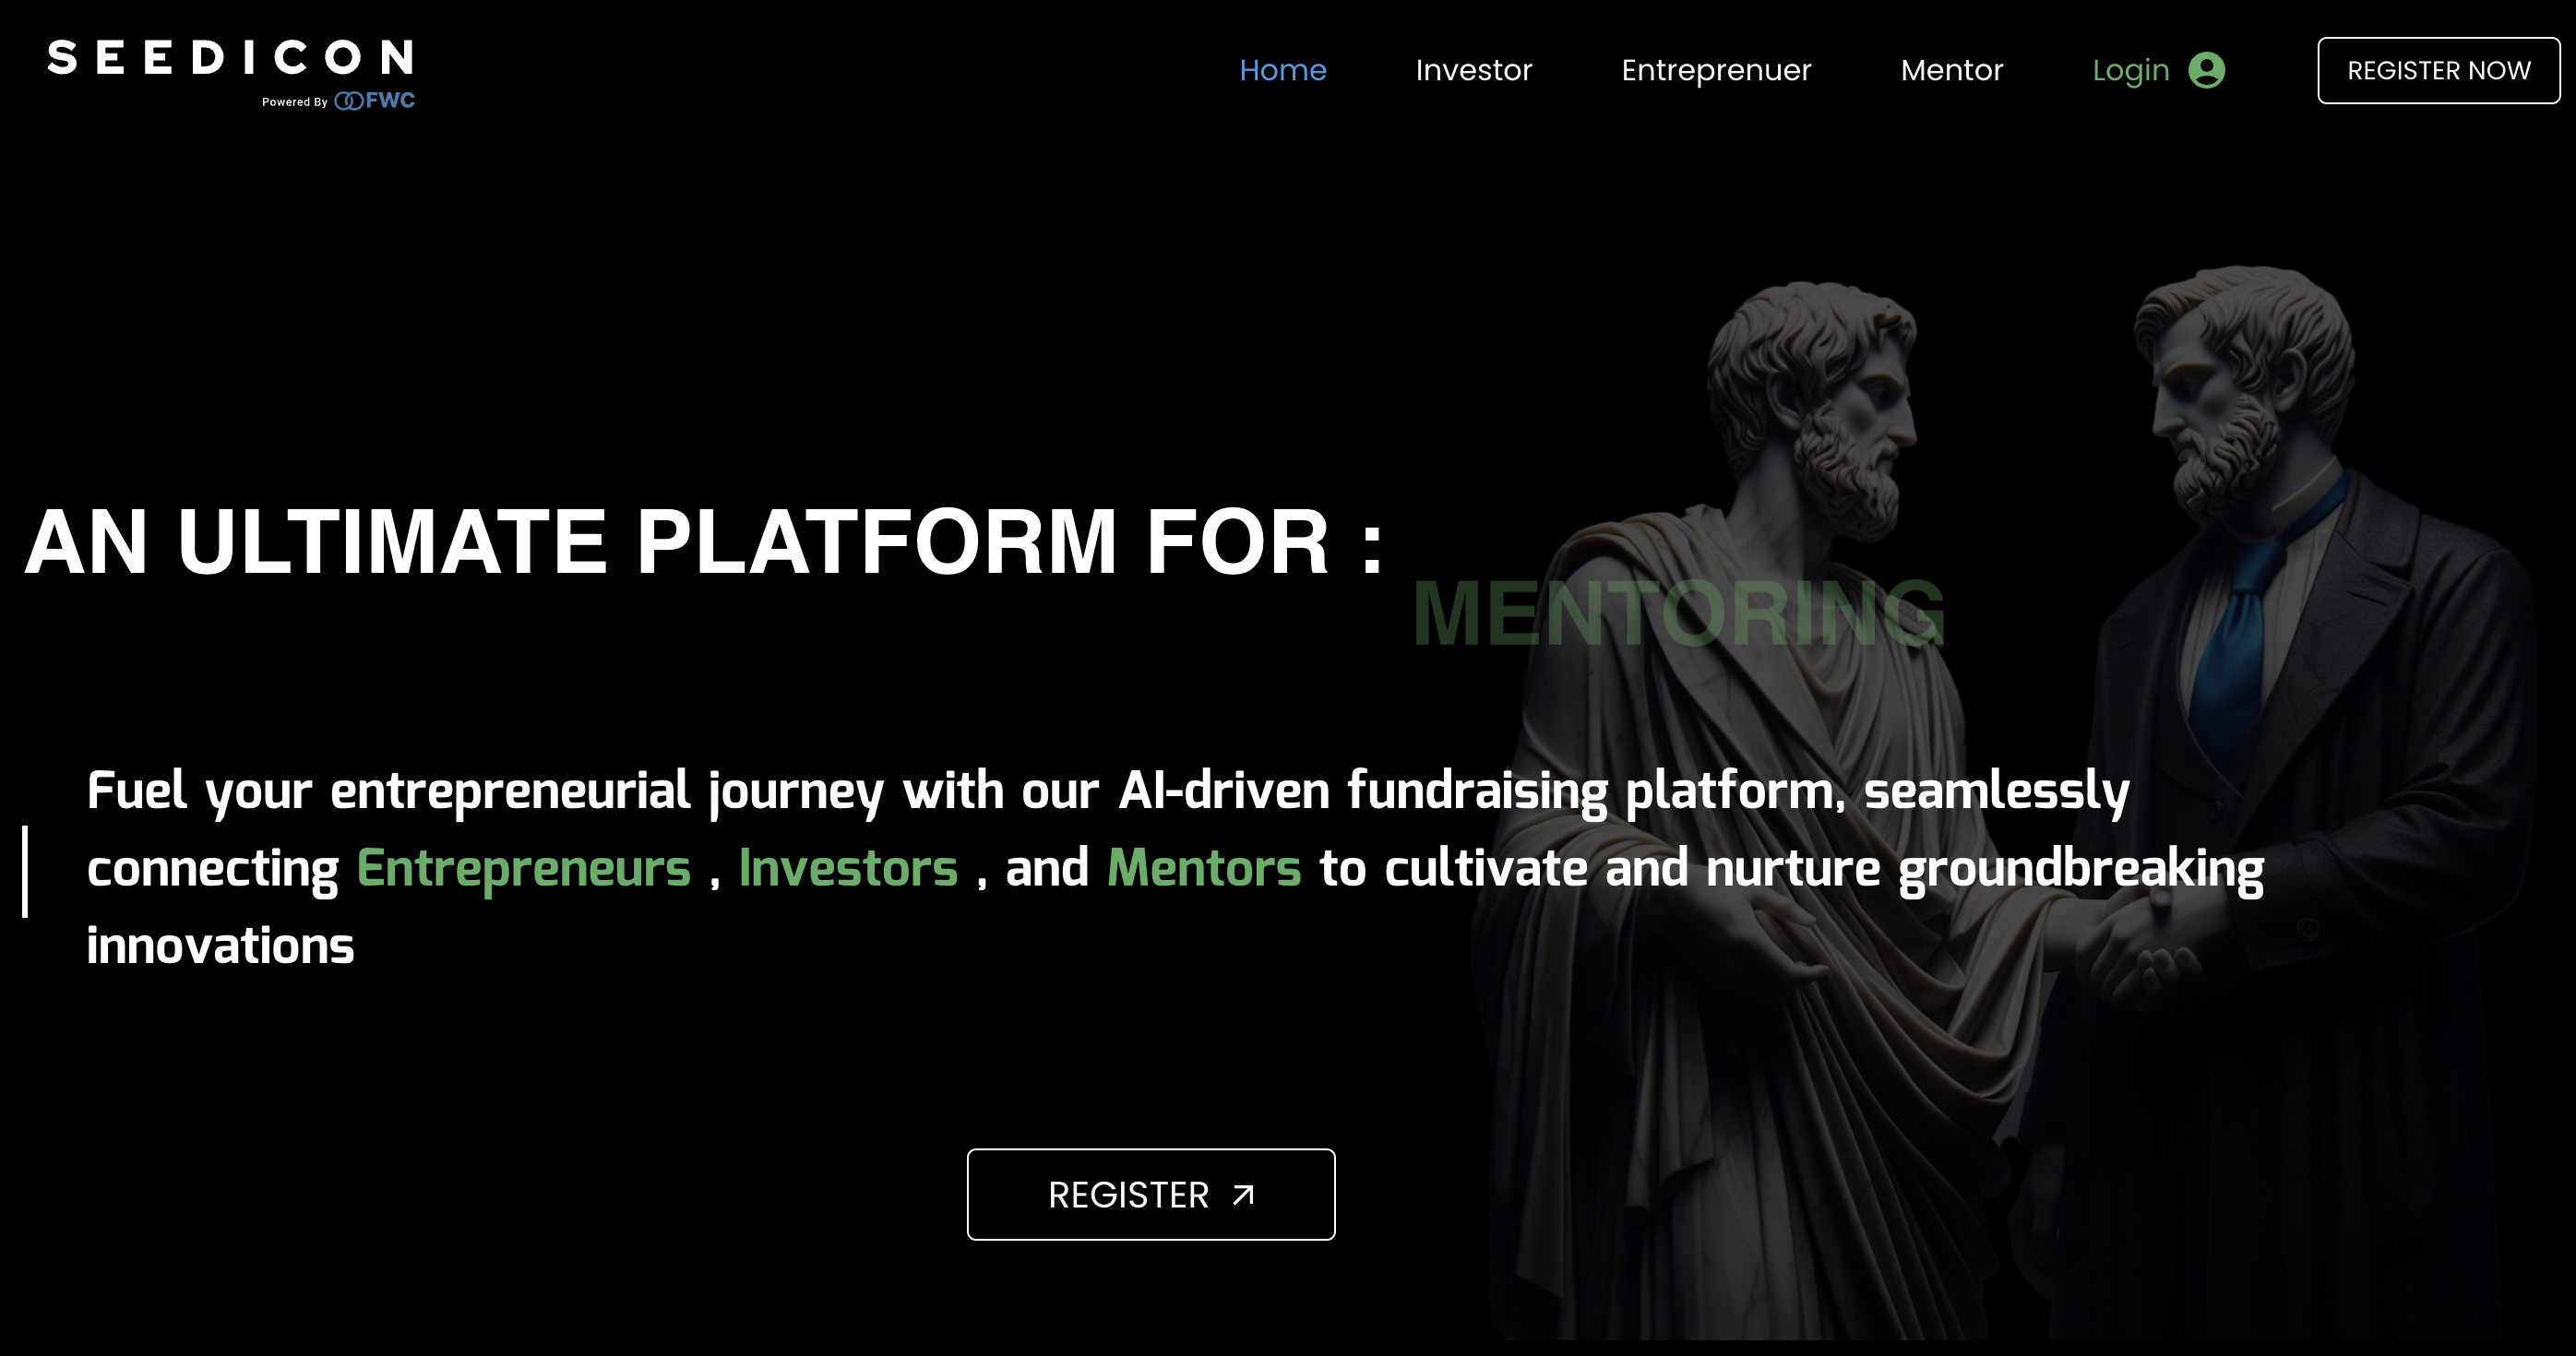 SEEDICON
Powered By FWC
Home Investor Entreprenuer Mentor Login REGISTER NOW
AN ULTIMATE PLATFORM FOR :
MENTORING
Fuel your entrepreneurial journey with our AI-driven fundraising platform, seamlessly
connecting Entrepreneurs , Investors , and Mentors to cultivate and nurture groundbreaking
innovations
REGISTER